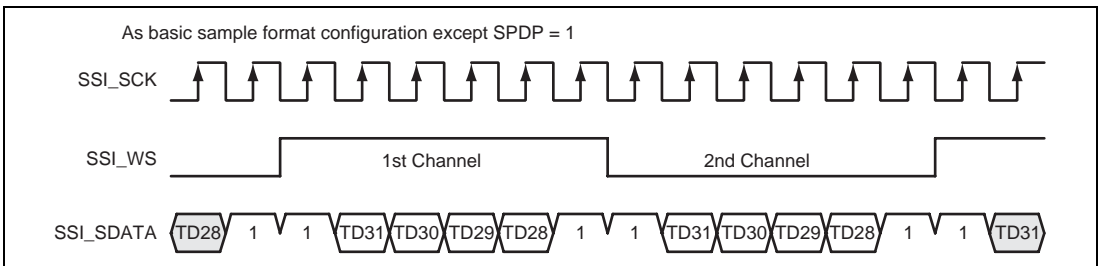 As basic sample format configuration except SPDP = 1
SSI_SCK
SSI_WS 1st Channel 2nd Channel
SSI_SDATA TD28 1 1 TD31 TD30 TD29 TD28 1 1 TD31 TD30 TD29 TD28 1 1 TD31